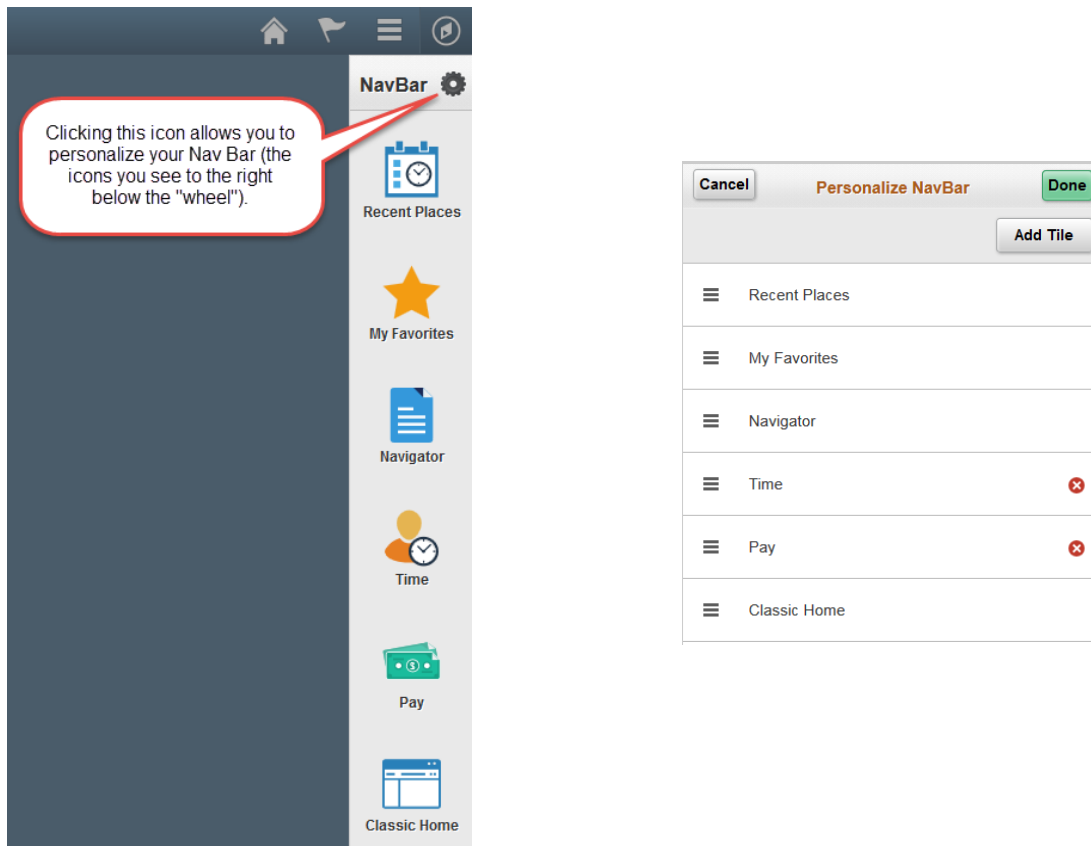 NavBar
Clicking this icon allows you to
personalize your Nav Bar (the
icons you see to the right
below the "wheel").
Recent Places
My Favorites
Navigator
Time
Pay
Classic Home
Cancel
Personalize NavBar
Done
Add Tile
Recent Places
My Favorites
Navigator
Time
Pay
Classic Home